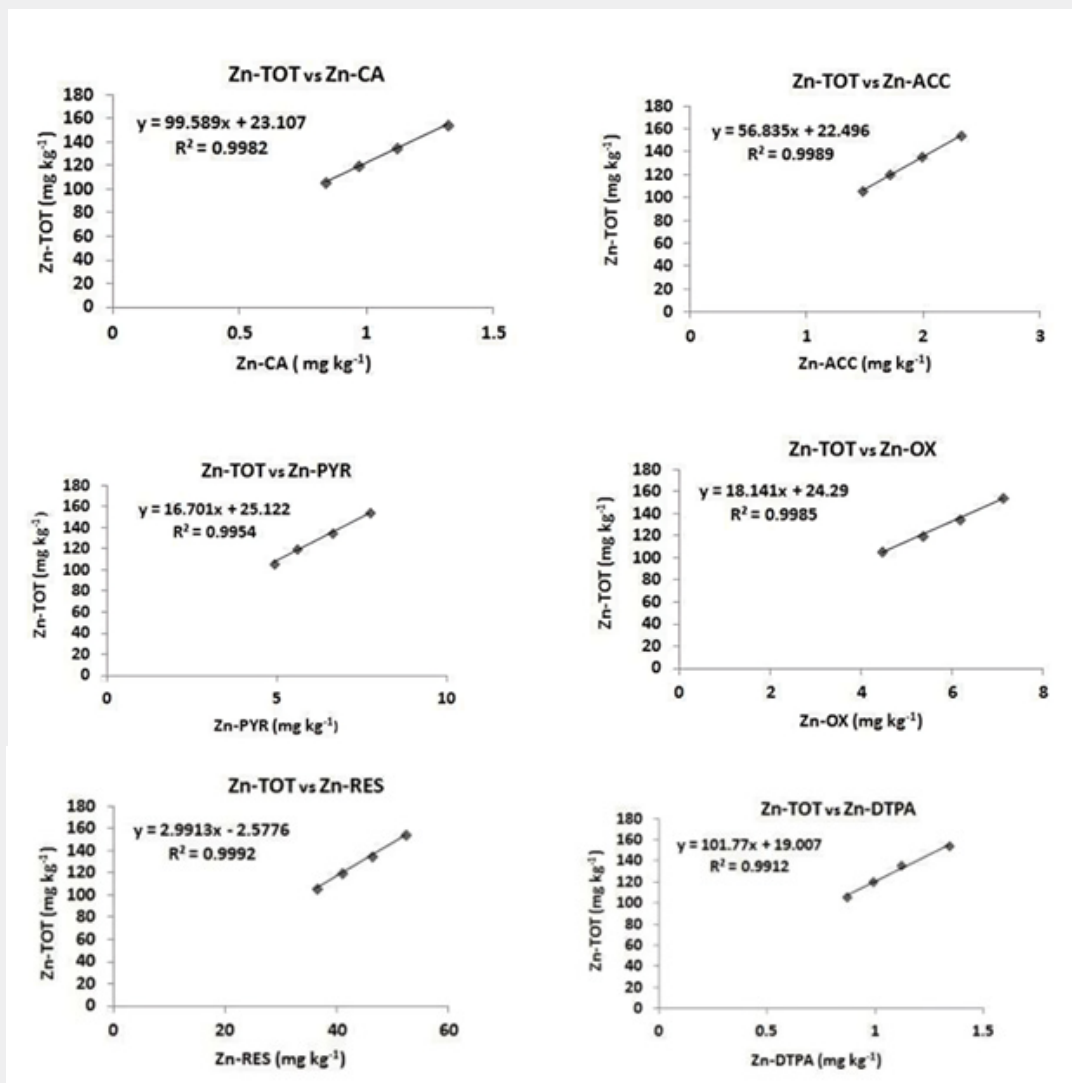 Zn-TOT vs Zn-CA
y = 99.589x + 23.107
R² = 0.9982
Zn-TOT (mg kg⁻¹)
180
160
140
120
100
80
60
40
20
0
0 0.5 1 1.5
Zn-CA ( mg kg⁻¹)
Zn-TOT vs Zn-ACC
y = 56.835x + 22.496
R² = 0.9989
Zn-TOT (mg kg⁻¹)
180
160
140
120
100
80
60
40
20
0
0 1 2 3
Zn-ACC (mg kg⁻¹)
Zn-TOT vs Zn-PYR
y = 16.701x + 25.122
R² = 0.9954
Zn-TOT (mg kg⁻¹)
180
160
140
120
100
80
60
40
20
0
0 5 10
Zn-PYR (mg kg⁻¹)
Zn-TOT vs Zn-OX
y = 18.141x + 24.29
R² = 0.9985
Zn-TOT (mg kg⁻¹)
180
160
140
120
100
80
60
40
20
0
0 2 4 6 8
Zn-OX (mg kg⁻¹)
Zn-TOT vs Zn-RES
y = 2.9913x - 2.5776
R² = 0.9992
Zn-TOT (mg kg⁻¹)
180
160
140
120
100
80
60
40
20
0
0 20 40 60
Zn-RES (mg kg⁻¹)
Zn-TOT vs Zn-DTPA
y = 101.77x + 19.007
R² = 0.9912
Zn-TOT (mg kg⁻¹)
180
160
140
120
100
80
60
40
20
0
0 0.5 1 1.5
Zn-DTPA (mg kg⁻¹)